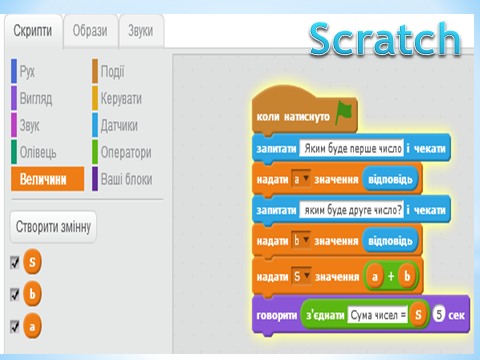 Scratch
Скрипти Образи Звуки
Рух Події
Вигляд Керувати
Звук Датчики
Олівець Оператори
Величини Ваші блоки
Створити змінну
S
b
a
коли натиснуто
запитати Яким буде перше число і чекати
надати a значення відповідь
запитати яким буде друге число? і чекати
надати b значення відповідь
надати S значення a + b
говорити з'єднати Сума чисел = S 5 сек